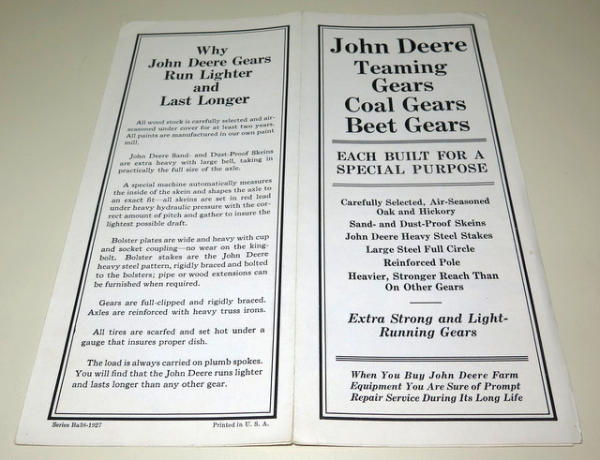 Why
John Deere Gears
Run Lighter
and
Last Longer
All wood stock is carefully selected and air-
seasoned under cover for at least two years.
All paints are manufactured in our own paint
mill.
John Deere Sand- and Dust-Proof Skeins
are extra heavy with large bell, taking in
practically the full size of the axle.
A special machine automatically measures
the inside of the skein and shapes the axle to
an exact fit—all skeins are set in red lead
under heavy hydraulic pressure with the cor-
rect amount of pitch and gather to insure the
lightest possible draft.
Bolster plates are wide and heavy with cup
and socket coupling—no wear on the king-
bolt. Bolster stakes are the John Deere
heavy steel pattern, rigidly braced and bolted
to the bolsters; pipe or wood extensions can
be furnished when required.
Gears are full-clipped and rigidly braced.
Axles are reinforced with heavy truss irons.
All tires are scarfed and set hot under a
gauge that insures proper dish.
The load is always carried on plumb spokes.
You will find that the John Deere runs lighter
and lasts longer than any other gear.
Series Ba38-1927
Printed in U. S. A.
John Deere
Teaming
Gears
Coal Gears
Beet Gears
EACH BUILT FOR A
SPECIAL PURPOSE
Carefully Selected, Air-Seasoned
Oak and Hickory
Sand- and Dust-Proof Skeins
John Deere Heavy Steel Stakes
Large Steel Full Circle
Reinforced Pole
Heavier, Stronger Reach Than
On Other Gears
Extra Strong and Light-
Running Gears
When You Buy John Deere Farm
Equipment You Are Sure of Prompt
Repair Service During Its Long Life